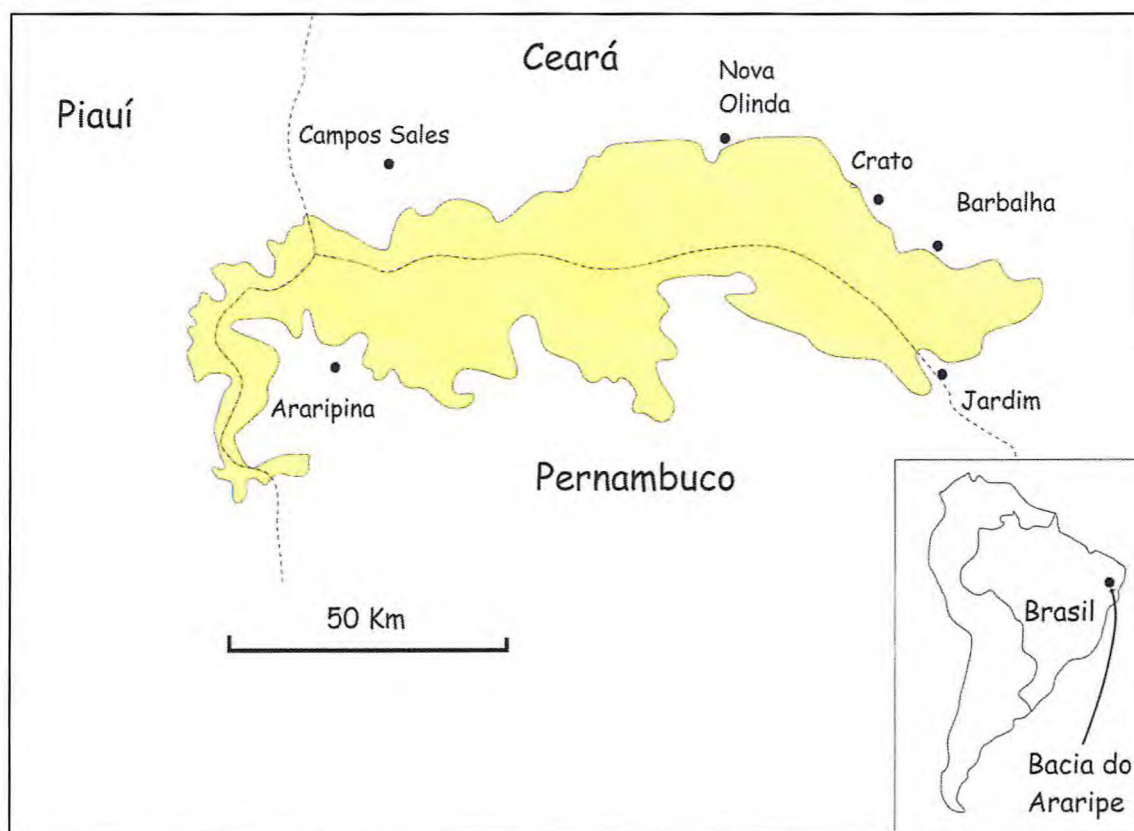 Ceará
Piauí
Nova
Olinda
Campos Sales
Crato
Barbalha
Araripina
Jardim
Pernambuco
50 Km
Brasil
Bacia do
Araripe